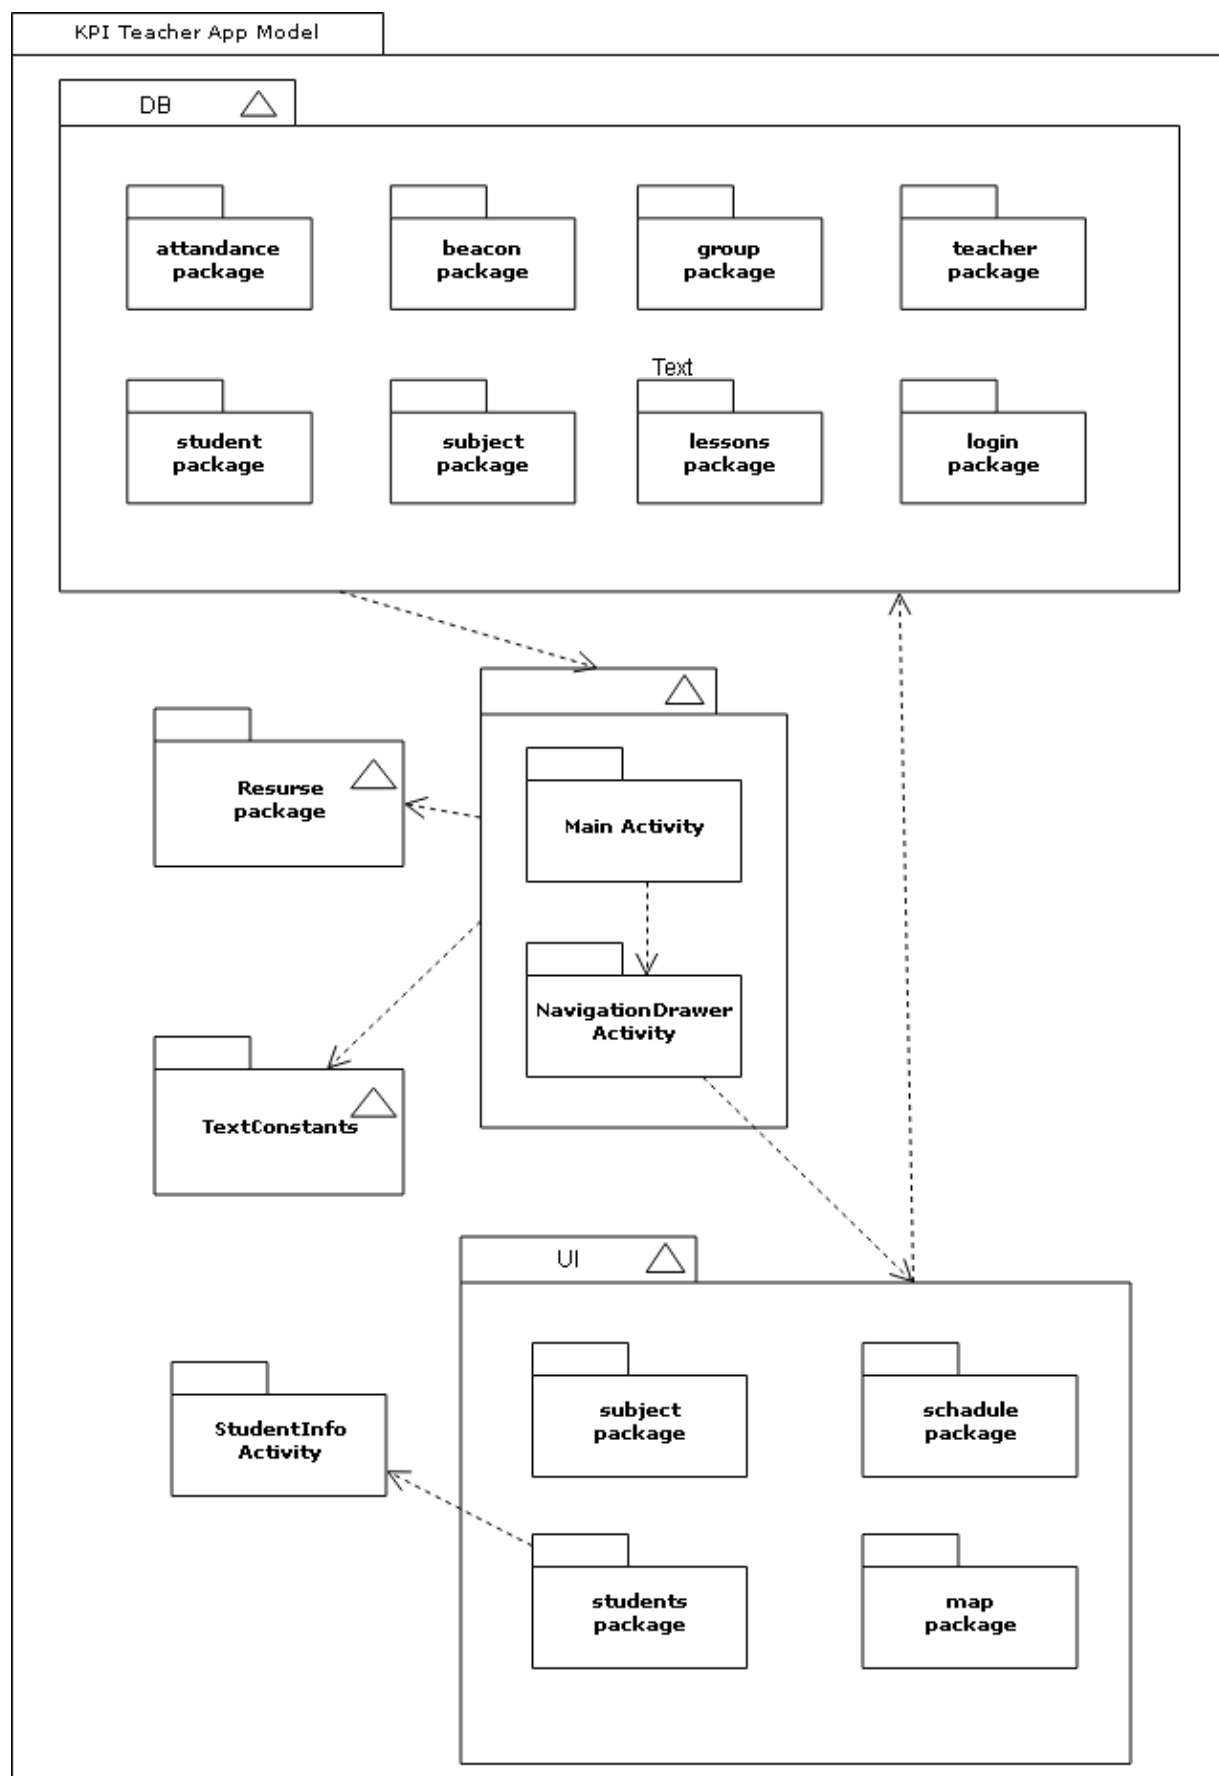 KPI Teacher App Model
DB
attandance
package
beacon
package
group
package
teacher
package
Text
student
package
subject
package
lessons
package
login
package
Resurse
package
Main Activity
NavigationDrawer
Activity
TextConstants
UI
subject
package
schadule
package
StudentInfo
Activity
students
package
map
package